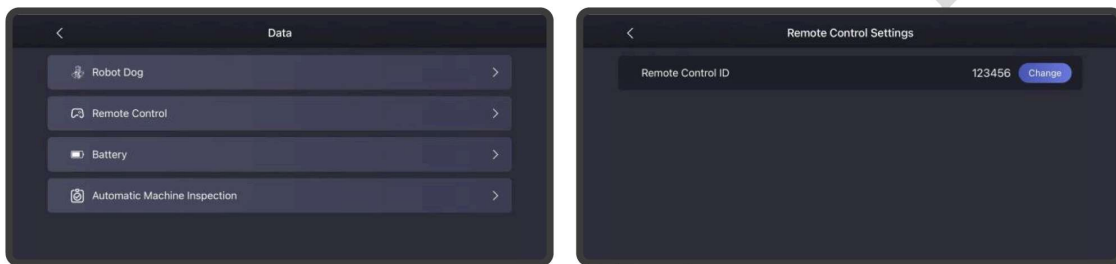 Data
Robot Dog
Remote Control
Battery
Automatic Machine Inspection
Remote Control Settings
Remote Control ID 123456 Change